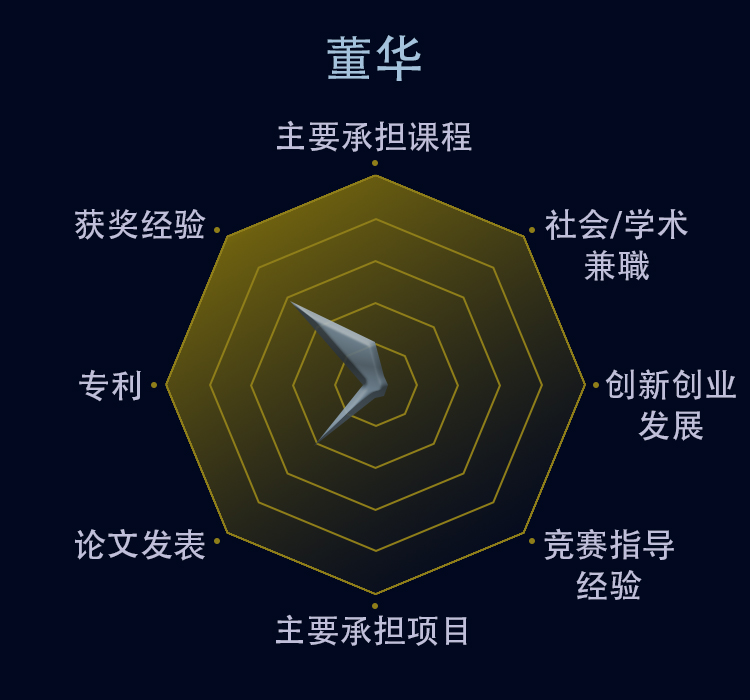 董华
主要承担课程
获奖经验
社会/学术
兼職
专利
创新创业
发展
论文发表
竞赛指导
经验
主要承担项目